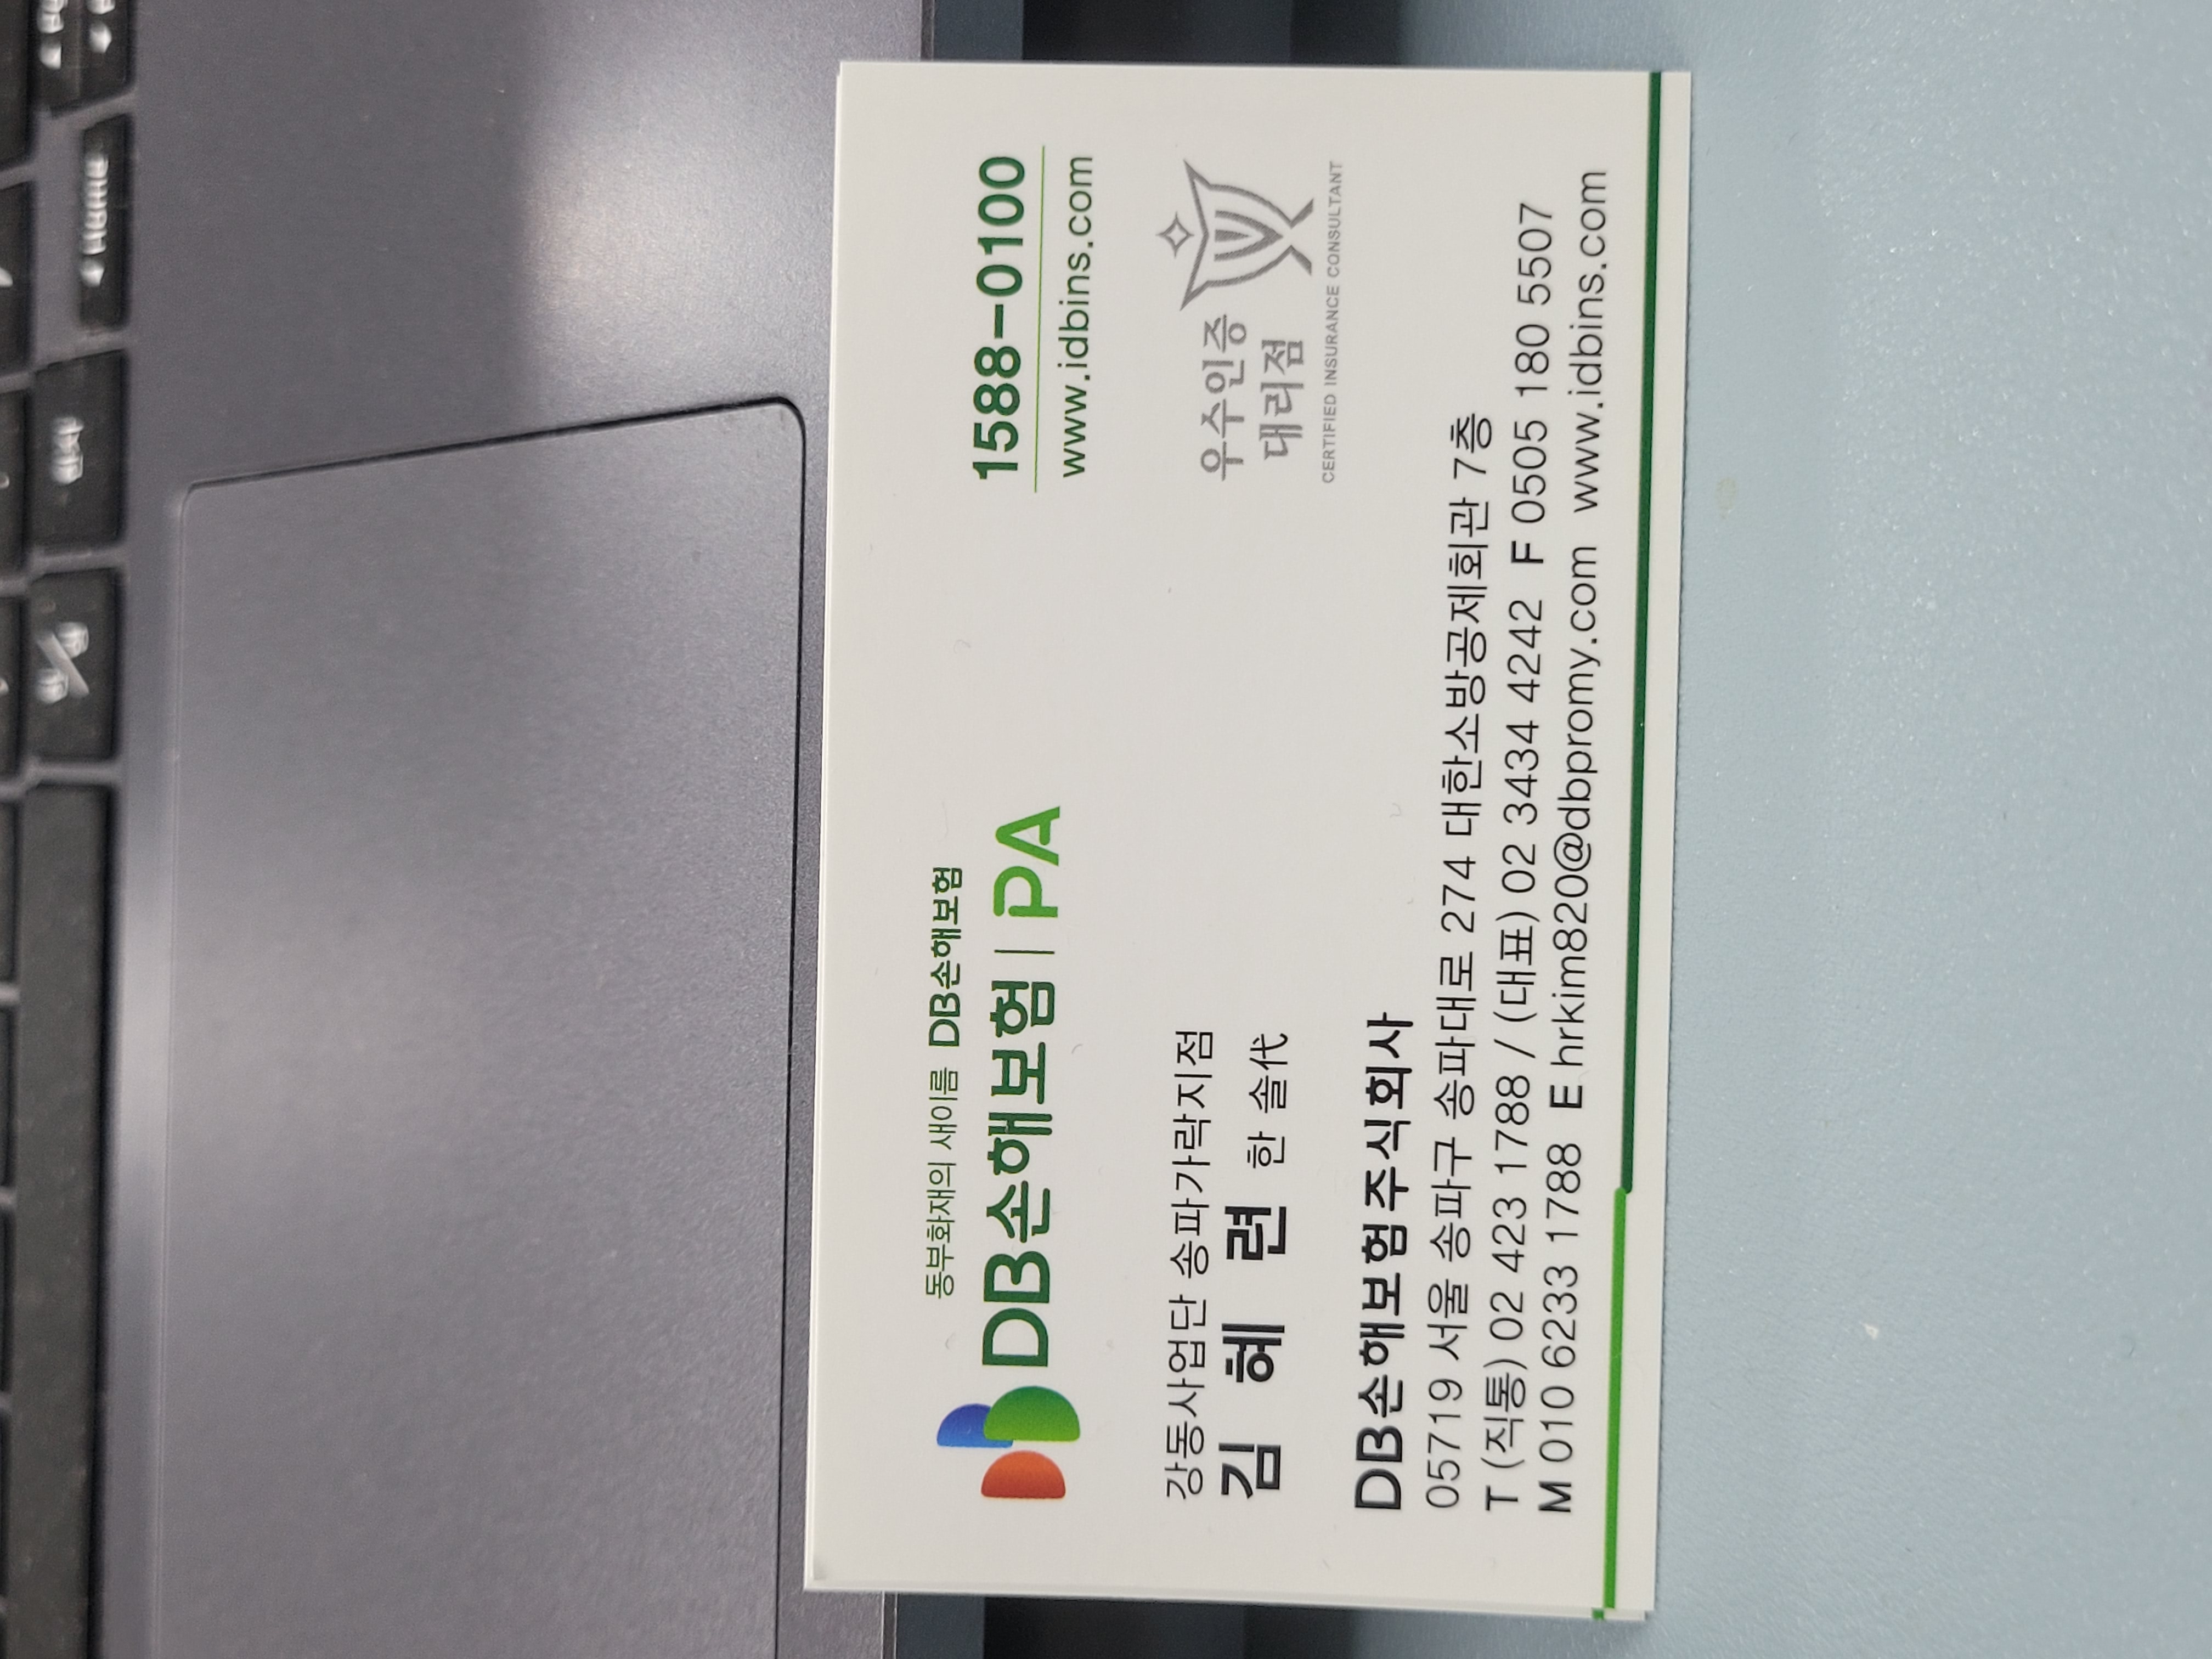 동부화재의 새이름 DB손해보험
DB손해보험 | PA
1588-0100
www.idbins.com
우수인증
대리점
CERTIFIED INSURANCE CONSULTANT
강동사업단 송파가락지점
김 혜 련 한 솔代
DB손해보험주식회사
05719 서울 송파구 송파대로 274 대한소방공제회관 7층
T (직통) 02 423 1788 / (대표) 02 3434 4242 F 0505 180 5507
M 010 6233 1788 E hrkim820@dbpromy.com www.idbins.com